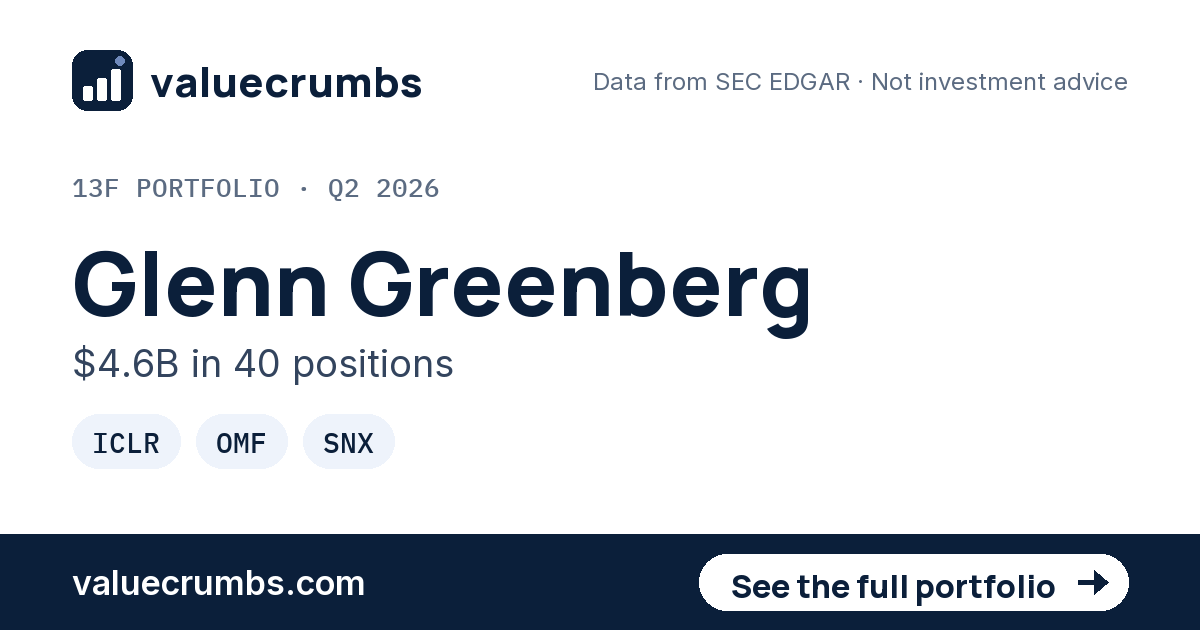 valuecrumbs
Data from SEC EDGAR · Not investment advice
13F PORTFOLIO · Q2 2026
Glenn Greenberg
$4.6B in 40 positions
ICLR OMF SNX
valuecrumbs.com
See the full portfolio →